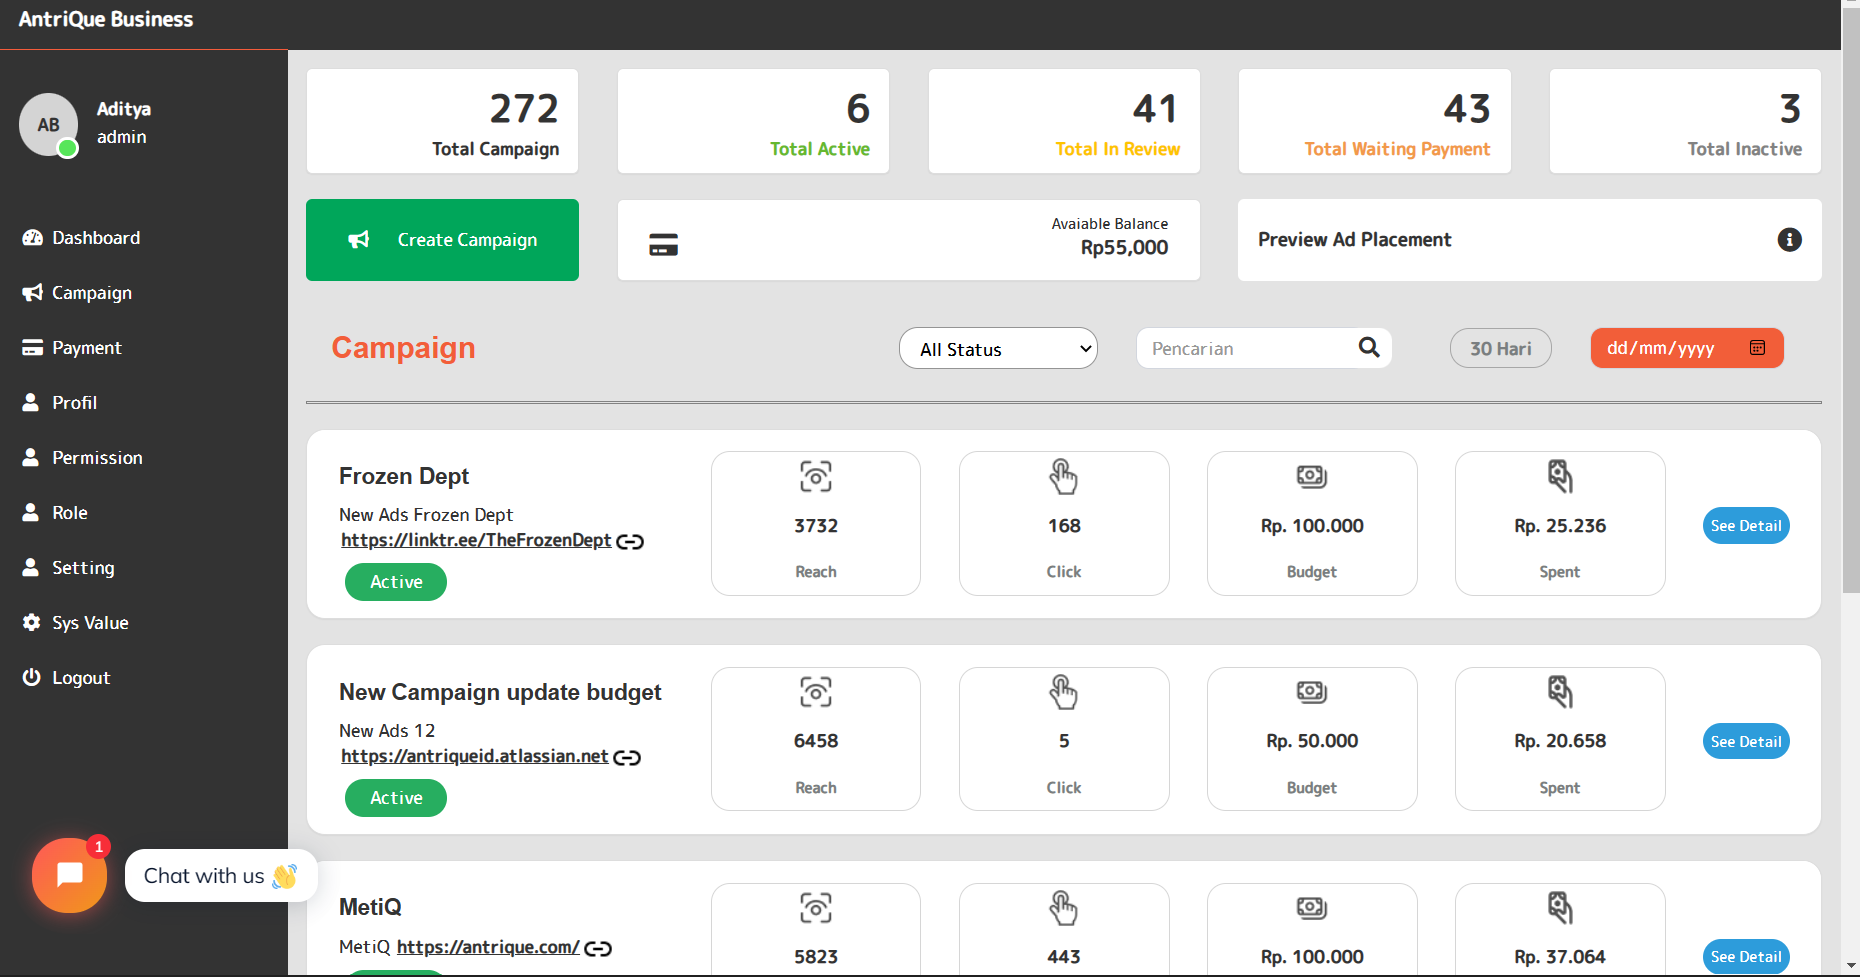 AntriQue Business
AB
Aditya
admin
Dashboard
Campaign
Payment
Profil
Permission
Role
Setting
Sys Value
Logout
1
Chat with us 👋
272
Total Campaign
6
Total Active
41
Total In Review
43
Total Waiting Payment
3
Total Inactive
Create Campaign
Avaiable Balance
Rp55,000
Preview Ad Placement
Campaign
All Status
Pencarian
30 Hari
dd/mm/yyyy
Frozen Dept
New Ads Frozen Dept
https://linktr.ee/TheFrozenDept
Active
3732
Reach
168
Click
Rp. 100.000
Budget
Rp. 25.236
Spent
See Detail
New Campaign update budget
New Ads 12
https://antriqueid.atlassian.net
Active
6458
Reach
5
Click
Rp. 50.000
Budget
Rp. 20.658
Spent
See Detail
MetiQ
MetiQ https://antrique.com/
5823
443
Rp. 100.000
Rp. 37.064
See Detail